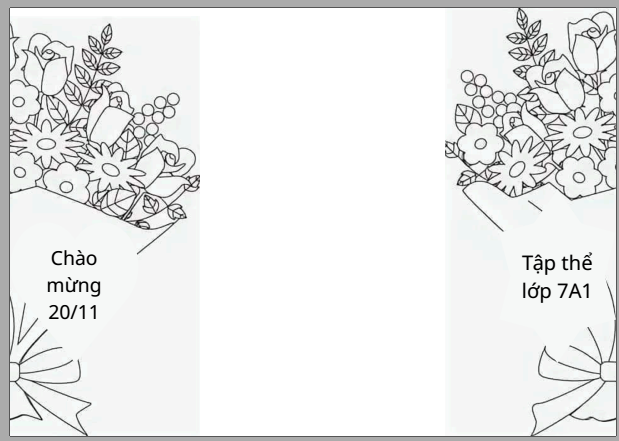 Chào
mừng
20/11
Tập thể
lớp 7A1